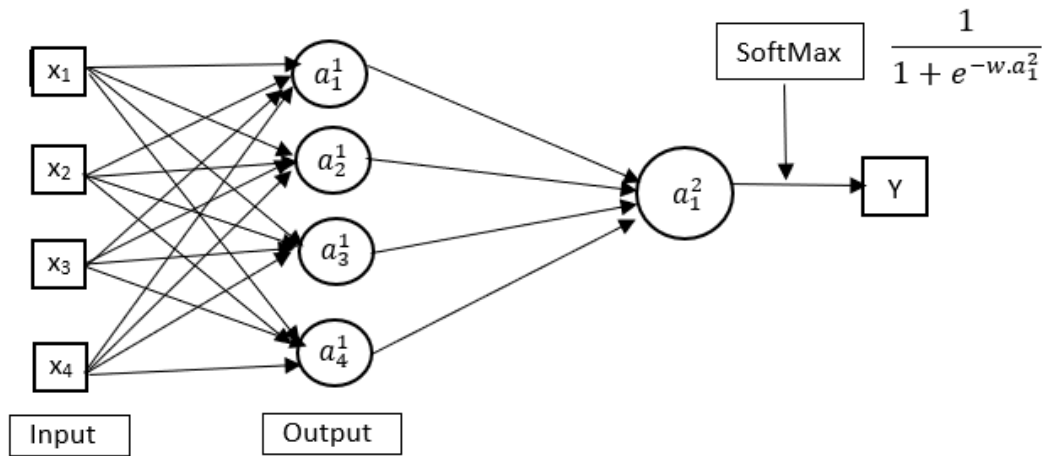 x₁
x₂
x₃
x₄
Input
a₁¹
a₂¹
a₃¹
a₄¹
Output
a₁²
SoftMax
1
1 + e^{-w.a₁²}
Y